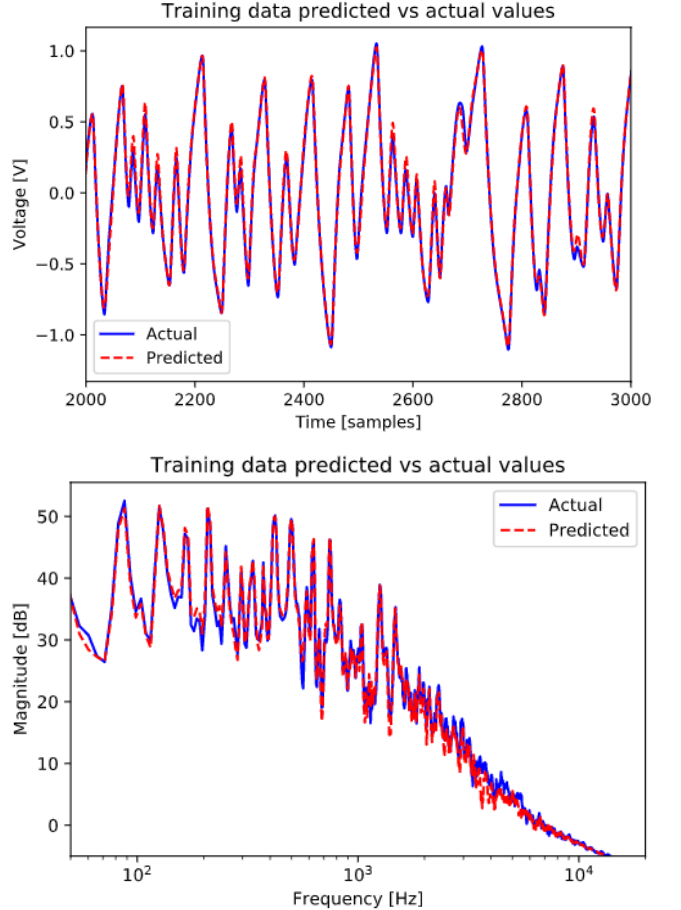 Training data predicted vs actual values
1.0
0.5
0.0
−0.5
−1.0
Voltage [V]
Actual
Predicted
2000 2200 2400 2600 2800 3000
Time [samples]
Training data predicted vs actual values
50
40
30
20
10
0
Magnitude [dB]
Actual
Predicted
10² 10³ 10⁴
Frequency [Hz]